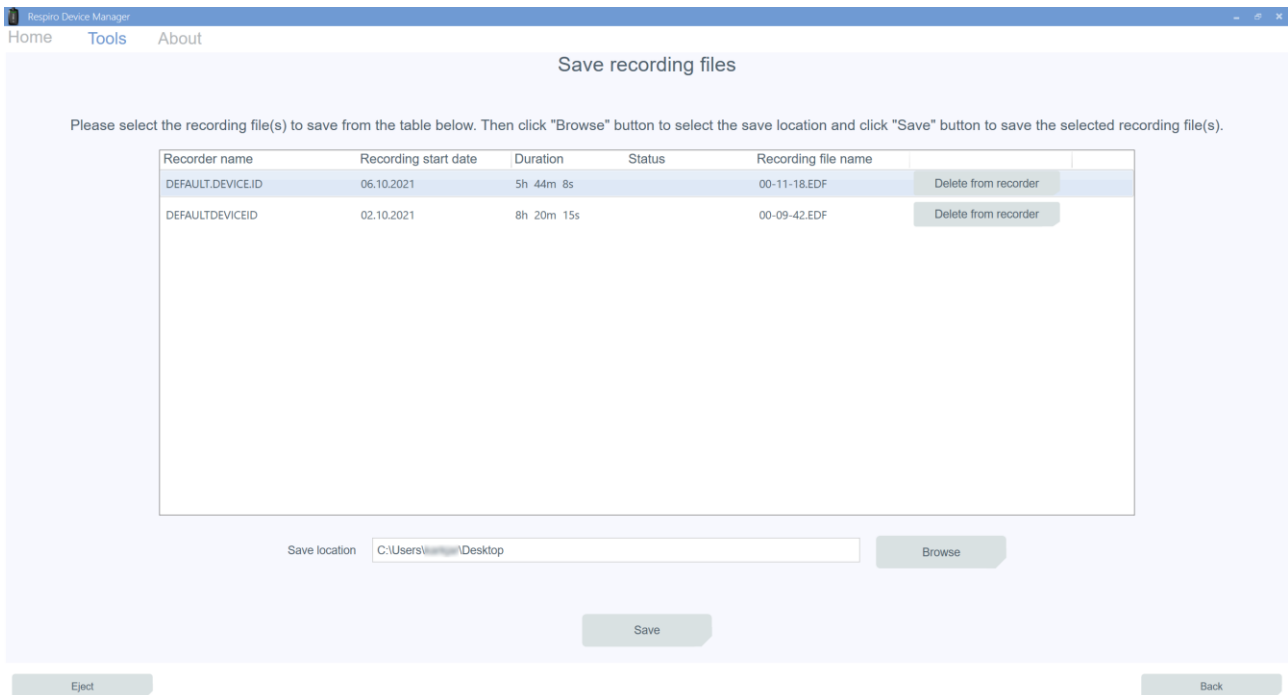 Respiro Device Manager
Home Tools About
Save recording files
Please select the recording file(s) to save from the table below. Then click "Browse" button to select the save location and click "Save" button to save the selected recording file(s).
Recorder name Recording start date Duration Status Recording file name
DEFAULT.DEVICE.ID 06.10.2021 5h 44m 8s 00-11-18.EDF Delete from recorder
DEFAULTDEVICEID 02.10.2021 8h 20m 15s 00-09-42.EDF Delete from recorder
Save location C:\Users\ \Desktop Browse
Save
Eject Back